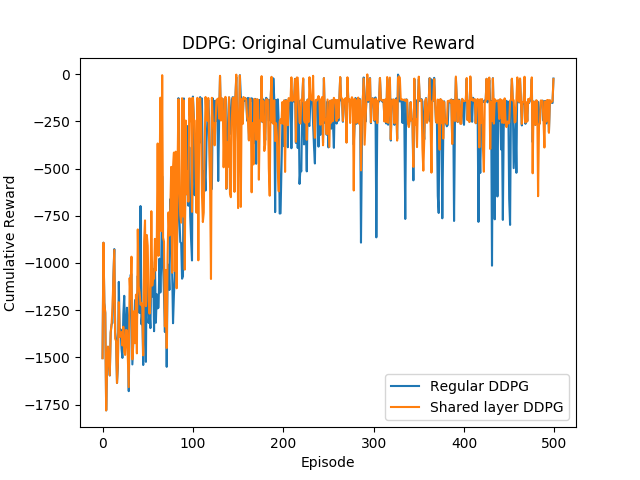 DDPG: Original Cumulative Reward
0
−250
−500
−750
−1000
−1250
−1500
−1750
Cumulative Reward
0
100
200
300
400
500
Episode
Regular DDPG
Shared layer DDPG